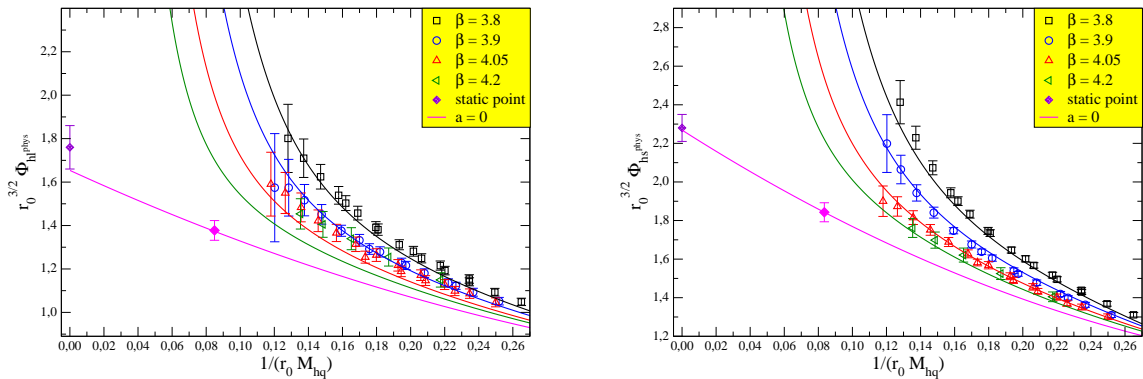 2,2
2,0
1,8
1,6
1,4
1,2
1,0
r0^3/2 Φhl^phys
0,00 0,02 0,04 0,06 0,08 0,10 0,12 0,14 0,16 0,18 0,20 0,22 0,24 0,26
1/(r0 Mhq)
β = 3.8
β = 3.9
β = 4.05
β = 4.2
static point
a = 0
2,8
2,6
2,4
2,2
2,0
1,8
1,6
1,4
1,2
r0^3/2 Φhs^phys
0,00 0,02 0,04 0,06 0,08 0,10 0,12 0,14 0,16 0,18 0,20 0,22 0,24 0,26
1/(r0 Mhq)
β = 3.8
β = 3.9
β = 4.05
β = 4.2
static point
a = 0